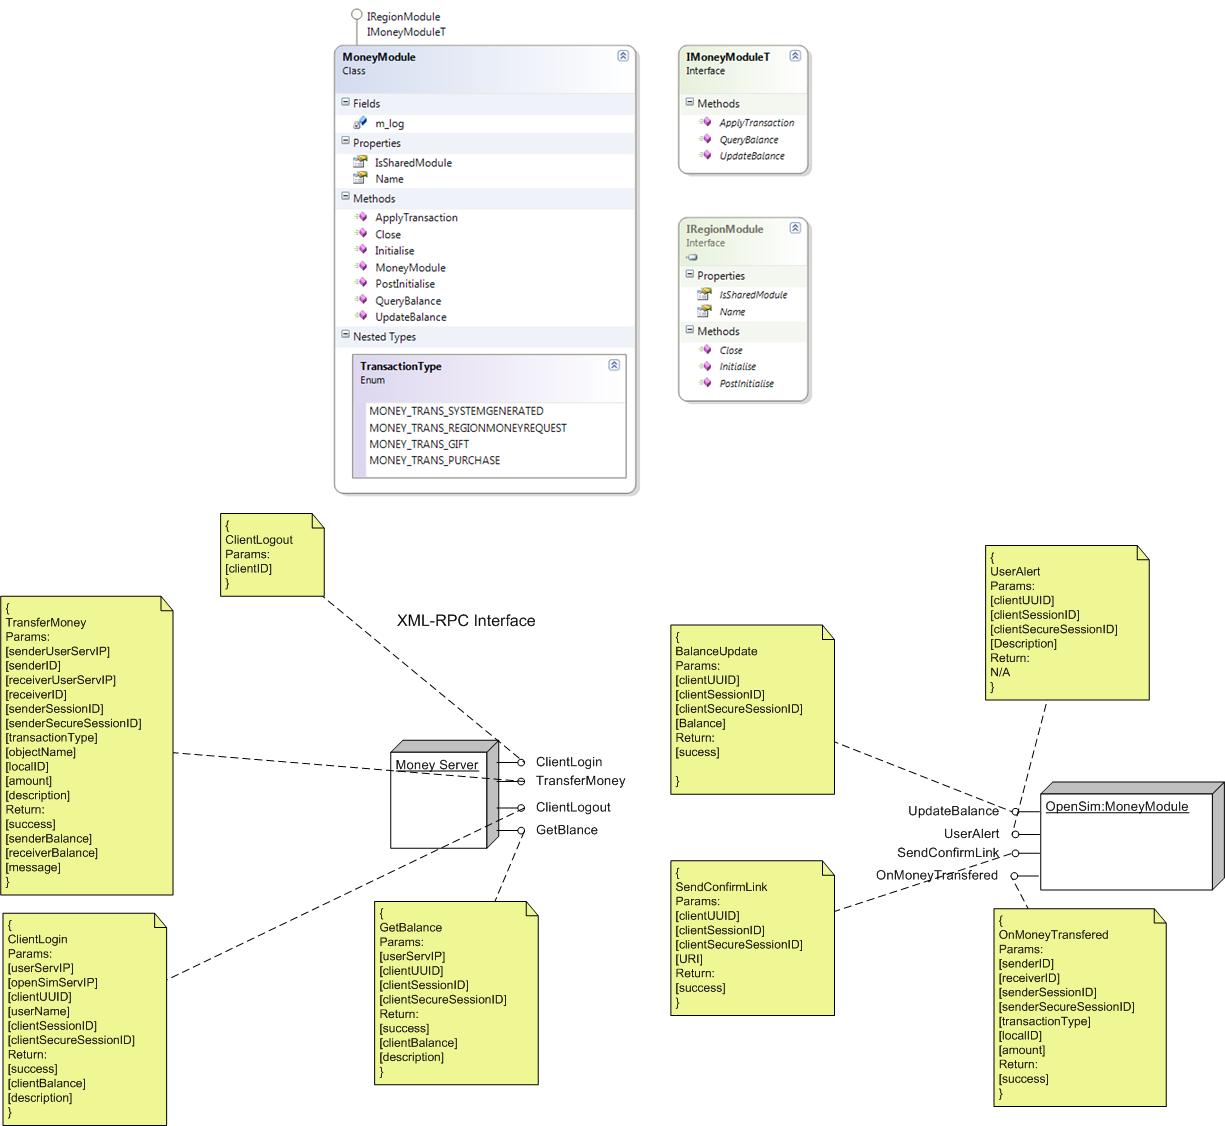 IRegionModule
IMoneyModuleT
MoneyModule
Class
Fields
m_log
Properties
IsSharedModule
Name
Methods
ApplyTransaction
Close
Initialise
MoneyModule
PostInitialise
QueryBalance
UpdateBalance
Nested Types
TransactionType
Enum
MONEY_TRANS_SYSTEMGENERATED
MONEY_TRANS_REGIONMONEYREQUEST
MONEY_TRANS_GIFT
MONEY_TRANS_PURCHASE
IMoneyModuleT
Interface
Methods
ApplyTransaction
QueryBalance
UpdateBalance
IRegionModule
Interface
Properties
IsSharedModule
Name
Methods
Close
Initialise
PostInitialise
{
ClientLogout
Params:
[clientID]
}
XML-RPC Interface
{
TransferMoney
Params:
[senderUserServIP]
[senderID]
[receiverUserServIP]
[receiverID]
[senderSessionID]
[senderSecureSessionID]
[transactionType]
[objectName]
[localID]
[amount]
[description]
Return:
[success]
[senderBalance]
[receiverBalance]
[message]
}
{
ClientLogin
Params:
[userServIP]
[openSimServIP]
[clientUUID]
[userName]
[clientSessionID]
[clientSecureSessionID]
Return:
[success]
[clientBalance]
[description]
}
Money Server
ClientLogin
TransferMoney
ClientLogout
GetBlance
{
GetBalance
Params:
[userServIP]
[clientUUID]
[clientSessionID]
[clientSecureSessionID]
Return:
[success]
[clientBalance]
[description]
}
{
BalanceUpdate
Params:
[clientUUID]
[clientSessionID]
[clientSecureSessionID]
[Balance]
Return:
[sucess]
}
{
UserAlert
Params:
[clientUUID]
[clientSessionID]
[clientSecureSessionID]
[Description]
Return:
N/A
}
UpdateBalance
UserAlert
SendConfirmLink
OnMoneyTransfered
OpenSim:MoneyModule
{
SendConfirmLink
Params:
[clientUUID]
[clientSessionID]
[clientSecureSessionID]
[URI]
Return:
[success]
}
{
OnMoneyTransfered
Params:
[senderID]
[receiverID]
[senderSessionID]
[senderSecureSessionID]
[transactionType]
[localID]
[amount]
Return:
[success]
}